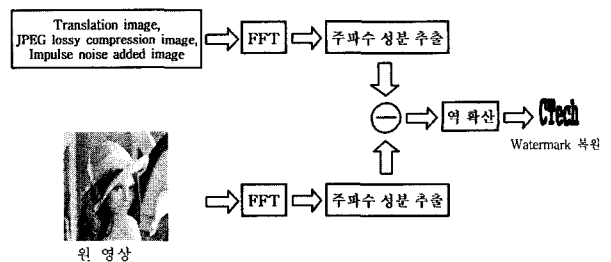 Translation image,
JPEG lossy compression image,
Impulse noise added image
FFT
주파수 성분 추출
역 확산
CTech
Watermark 복원
FFT
주파수 성분 추출
원 영상